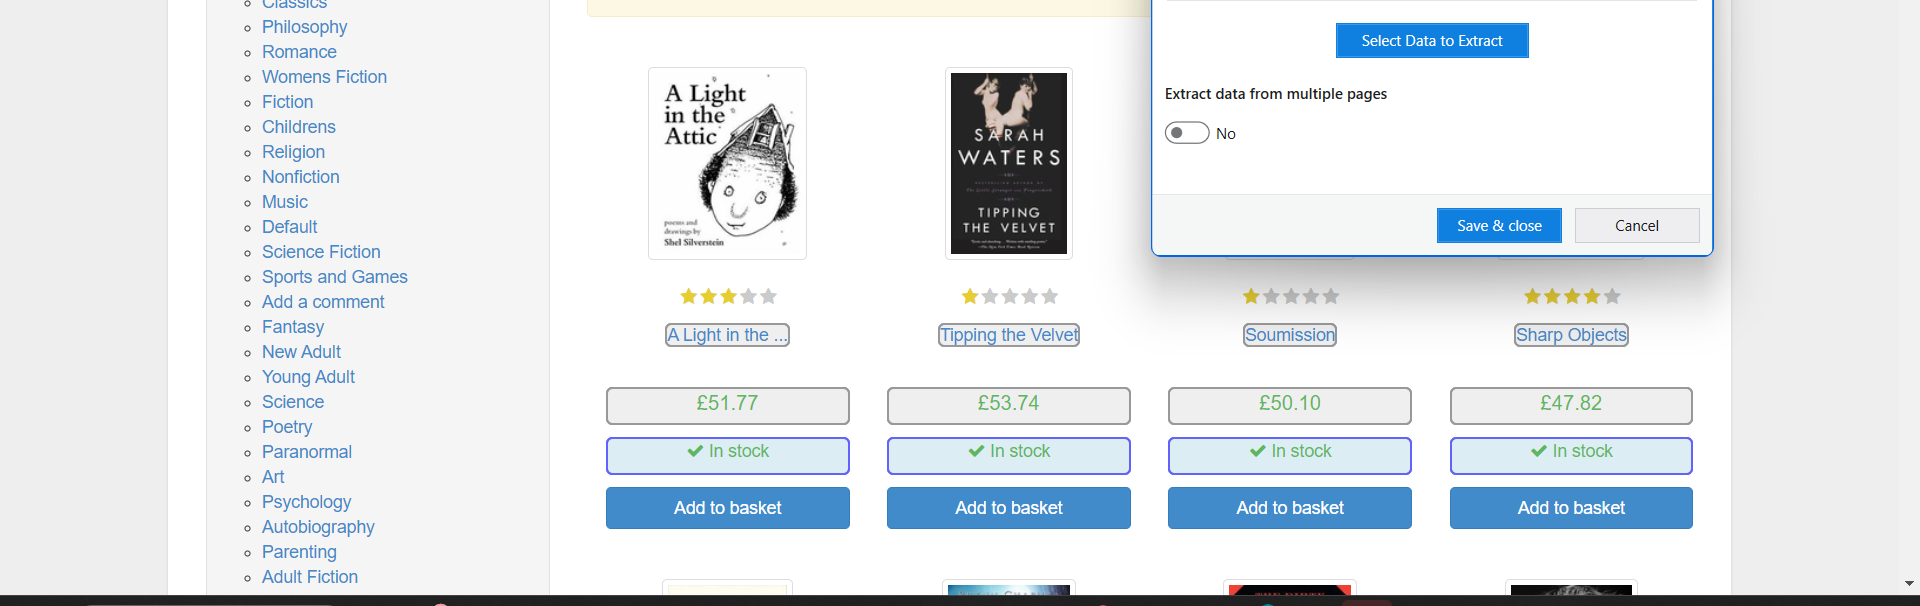 Classics
Philosophy
Romance
Womens Fiction
Fiction
Childrens
Religion
Nonfiction
Music
Default
Science Fiction
Sports and Games
Add a comment
Fantasy
New Adult
Young Adult
Science
Poetry
Paranormal
Art
Psychology
Autobiography
Parenting
Adult Fiction
A Light
in the
Attic
poems and
drawings by
Shel Silverstein
SARAH
WATERS
TIPPING
THE VELVET
Select Data to Extract
Extract data from multiple pages
No
Save & close
Cancel
A Light in the ...
Tipping the Velvet
Soumission
Sharp Objects
£51.77
£53.74
£50.10
£47.82
In stock
In stock
In stock
In stock
Add to basket
Add to basket
Add to basket
Add to basket